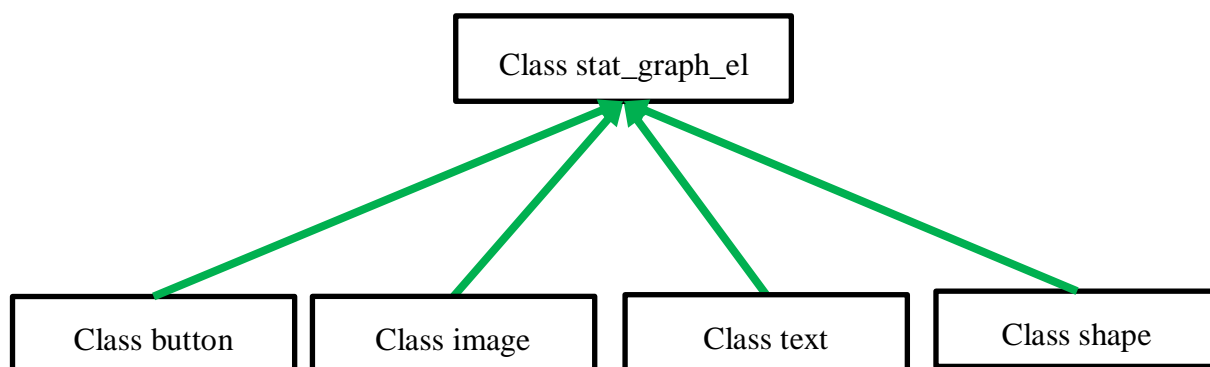 Class stat_graph_el
Class button
Class image
Class text
Class shape